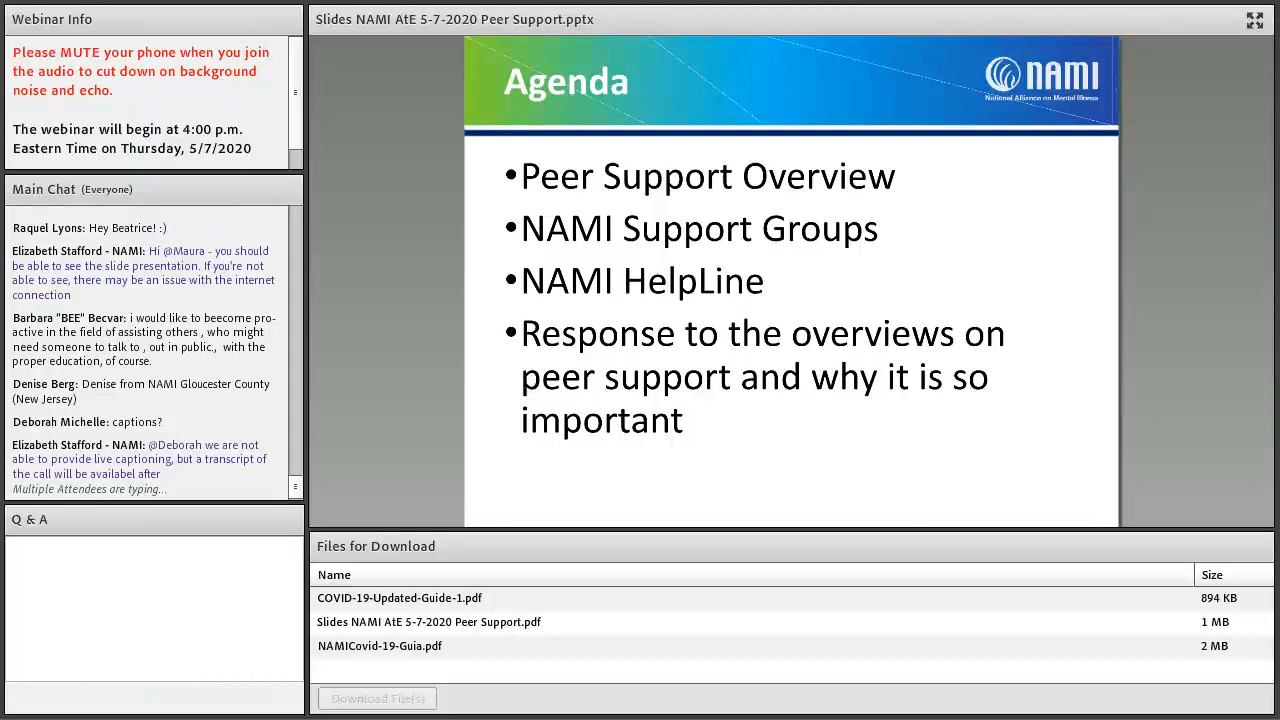 Webinar Info
Please MUTE your phone when you join
the audio to cut down on background
noise and echo.
The webinar will begin at 4:00 p.m.
Eastern Time on Thursday, 5/7/2020
Main Chat (Everyone)
Raquel Lyons: Hey Beatrice! :)
Elizabeth Stafford - NAMI: Hi @Maura - you should
be able to see the slide presentation. If you're not
able to see, there may be an issue with the internet
connection
Barbara "BEE" Becvar: i would like to beecome pro-
active in the field of assisting others , who might
need someone to talk to , out in public., with the
proper education, of course.
Denise Berg: Denise from NAMI Gloucester County
(New Jersey)
Deborah Michelle: captions?
Elizabeth Stafford - NAMI: @Deborah we are not
able to provide live captioning, but a transcript of
the call will be availabel after
Multiple Attendees are typing...
Q & A
Slides NAMI AtE 5-7-2020 Peer Support.pptx
Agenda
NAMI
National Alliance on Mental Illness
•Peer Support Overview
•NAMI Support Groups
•NAMI HelpLine
•Response to the overviews on
peer support and why it is so
important
Files for Download
Name Size
COVID-19-Updated-Guide-1.pdf 894 KB
Slides NAMI AtE 5-7-2020 Peer Support.pdf 1 MB
NAMICovid-19-Guia.pdf 2 MB
Download File(s)